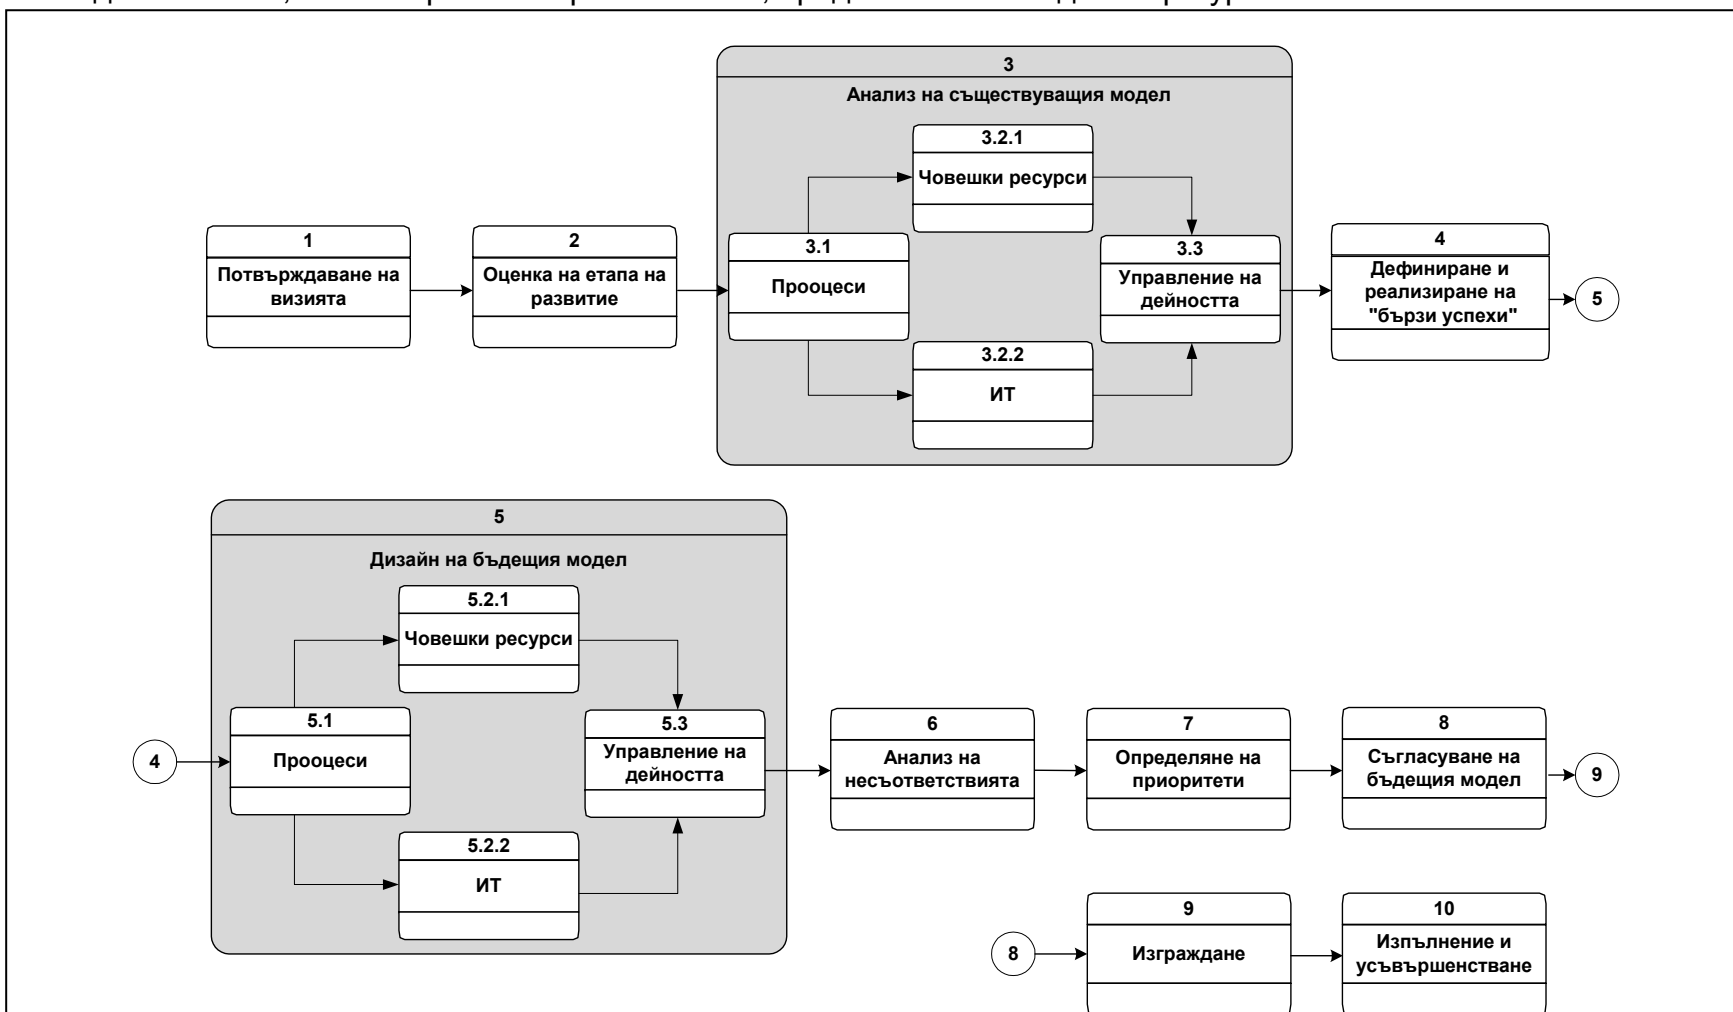 3
Анализ на съществуващия модел
3.2.1
Човешки ресурси
1
Потвърждаване на
визията
2
Оценка на етапа на
развитие
3.1
Прооцеси
3.3
Управление на
дейността
4
Дефиниране и
реализиране на
"бързи успехи"
5
3.2.2
ИТ
5
Дизайн на бъдещия модел
5.2.1
Човешки ресурси
4
5.1
Прооцеси
5.3
Управление на
дейността
6
Анализ на
несъответствията
7
Определяне на
приоритети
8
Съгласуване на
бъдещия модел
9
5.2.2
ИТ
8
9
Изграждане
10
Изпълнение и
усъвършенстване